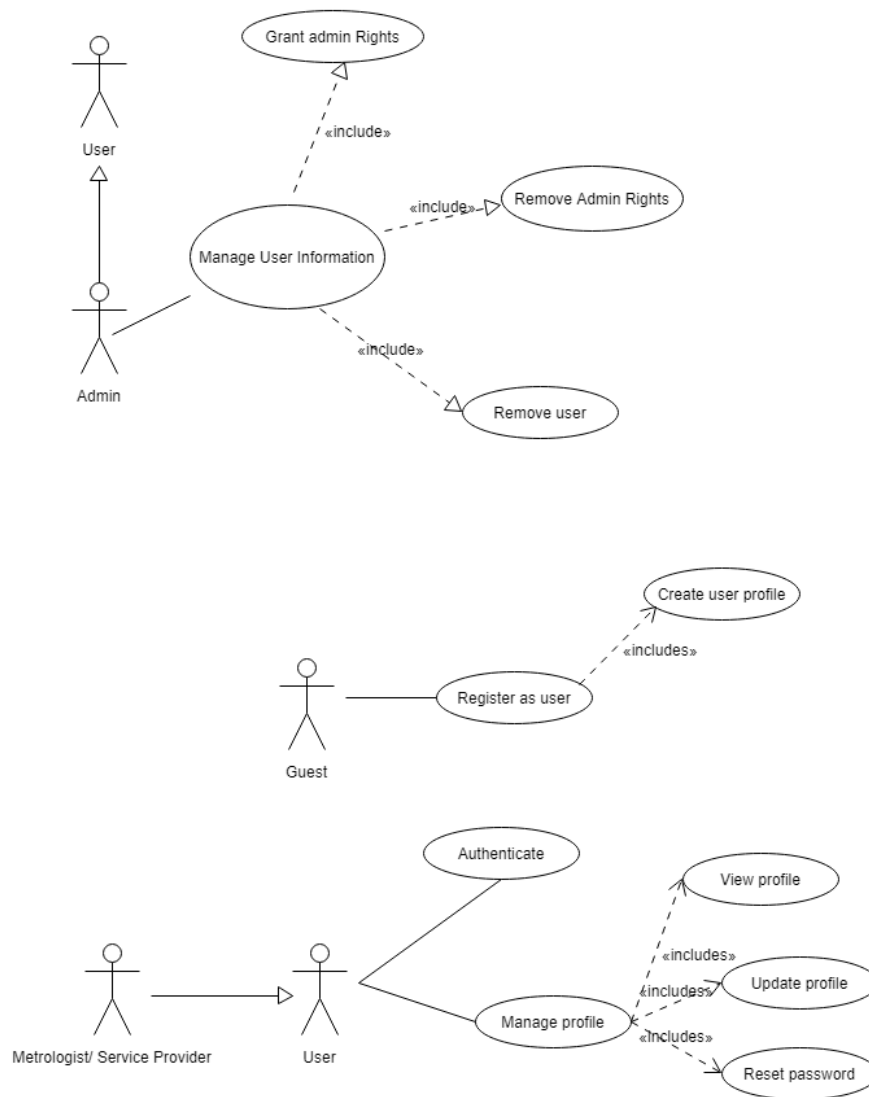 Grant admin Rights
User
«include»
Remove Admin Rights
«include»
Manage User Information
«include»
Admin
Remove user
Create user profile
«includes»
Register as user
Guest
Authenticate
View profile
«includes»
Update profile
«includes»
Manage profile
«includes»
Metrologist/ Service Provider
User
Reset password